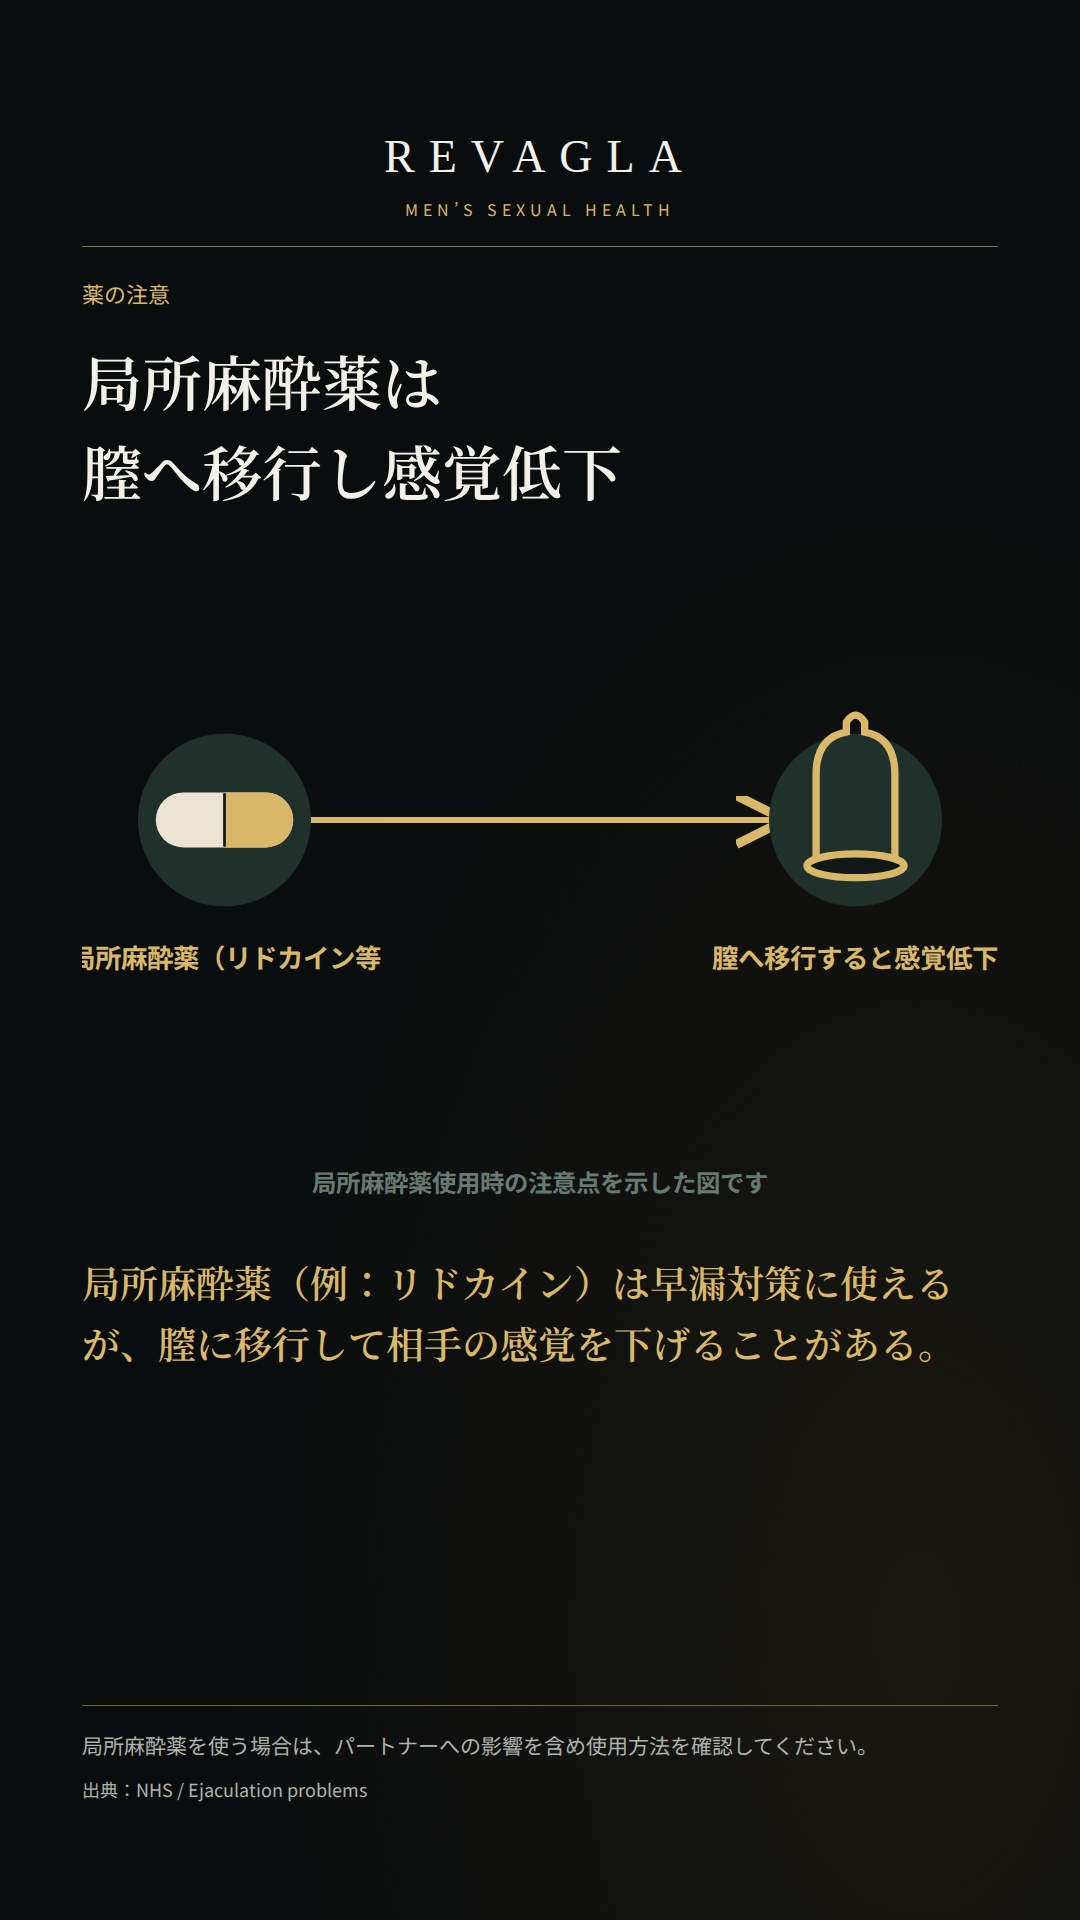 REVAGLA
MEN’S SEXUAL HEALTH
薬の注意
局所麻酔薬は
膣へ移行し感覚低下
局所麻酔薬（リドカイン等
膣へ移行すると感覚低下
局所麻酔薬使用時の注意点を示した図です
局所麻酔薬（例：リドカイン）は早漏対策に使える
が、膣に移行して相手の感覚を下げることがある。
局所麻酔薬を使う場合は、パートナーへの影響を含め使用方法を確認してください。
出典：NHS / Ejaculation problems